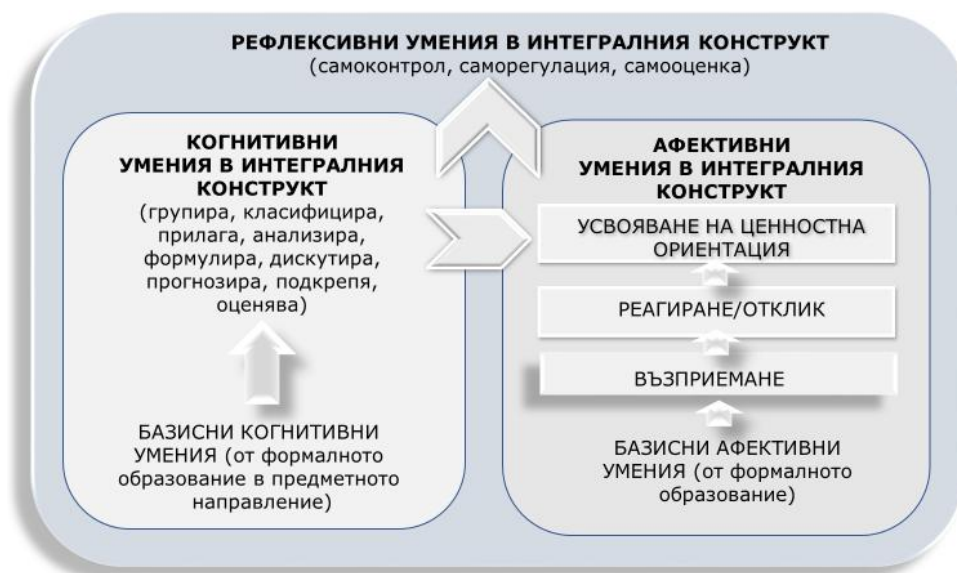 РЕФЛЕКСИВНИ УМЕНИЯ В ИНТЕГРАЛНИЯ КОНСТРУКТ
(самоконтрол, саморегулация, самооценка)
КОГНИТИВНИ
УМЕНИЯ В ИНТЕГРАЛНИЯ
КОНСТРУКТ
(групира, класифицира,
прилага, анализира,
формулира, дискутира,
прогнозира, подкрепя,
оценява)
БАЗИСНИ КОГНИТИВНИ
УМЕНИЯ (от формалното
образование в предметното
направление)
АФЕКТИВНИ
УМЕНИЯ В ИНТЕГРАЛНИЯ
КОНСТРУКТ
УСВОЯВАНЕ НА ЦЕННОСТНА
ОРИЕНТАЦИЯ
РЕАГИРАНЕ/ОТКЛИК
ВЪЗПРИЕМАНЕ
БАЗИСНИ АФЕКТИВНИ
УМЕНИЯ (от формалното
образование)